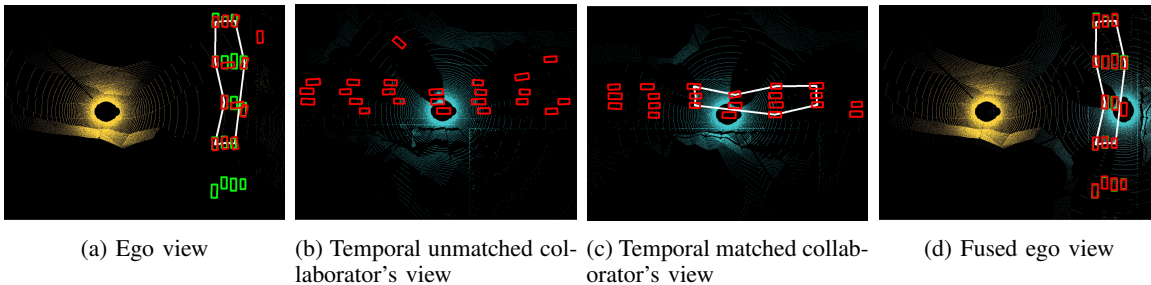 (a) Ego view
(b) Temporal unmatched col-
laborator's view
(c) Temporal matched collab-
orator's view
(d) Fused ego view